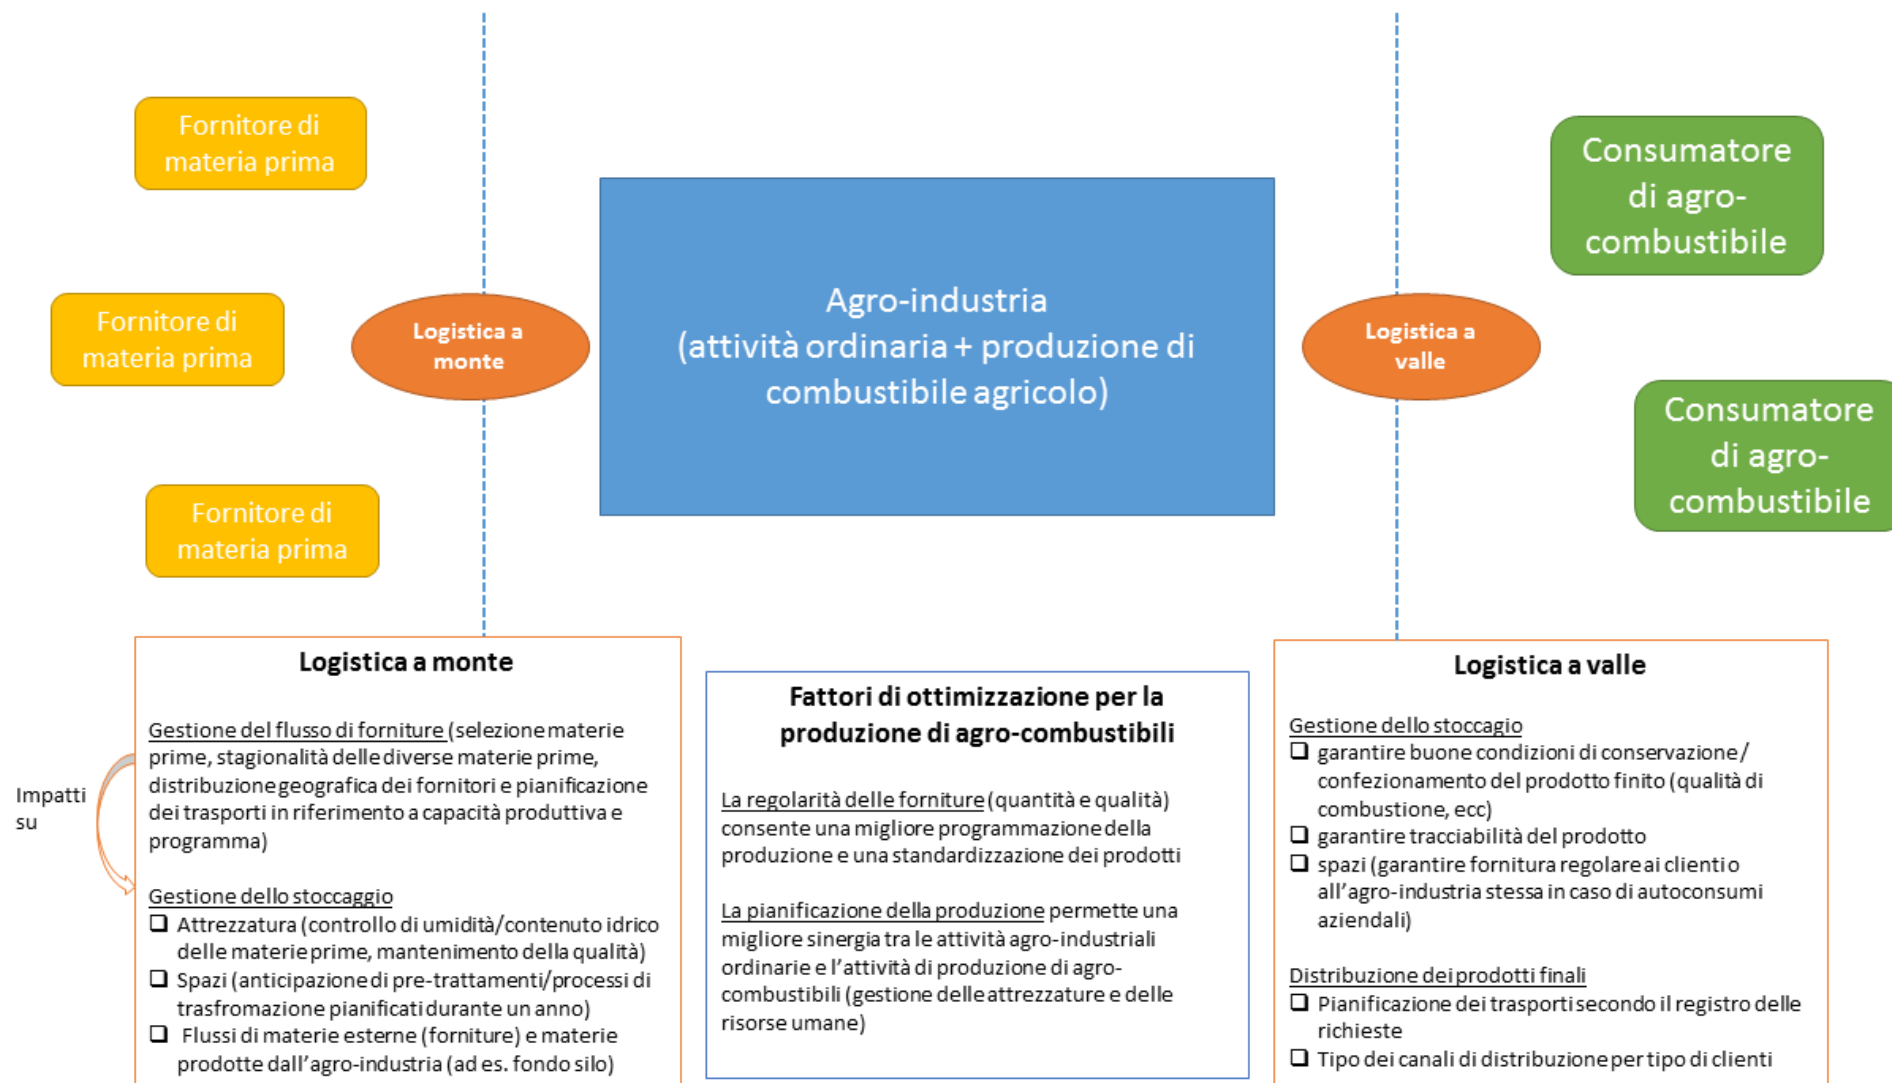 Fornitore di
materia prima
Fornitore di
materia prima
Fornitore di
materia prima
Logistica a
monte
Agro-industria
(attività ordinaria + produzione di
combustibile agricolo)
Logistica a
valle
Consumatore
di agro-
combustibile
Consumatore
di agro-
combustibile
Impatti
su
Logistica a monte
Gestione del flusso di forniture (selezione materie
prime, stagionalità delle diverse materie prime,
distribuzione geografica dei fornitori e pianificazione
dei trasporti in riferimento a capacità produttiva e
programma)
Gestione dello stoccaggio
❑ Attrezzatura (controllo di umidità/contenuto idrico
delle materie prime, mantenimento della qualità)
❑ Spazi (anticipazione di pre-trattamenti/processi di
trasfromazione pianificati durante un anno)
❑ Flussi di materie esterne (forniture) e materie
prodotte dall'agro-industria (ad es. fondo silo)
Fattori di ottimizzazione per la
produzione di agro-combustibili
La regolarità delle forniture (quantità e qualità)
consente una migliore programmazione della
produzione e una standardizzazione dei prodotti
La pianificazione della produzione permette una
migliore sinergia tra le attività agro-industriali
ordinarie e l'attività di produzione di agro-
combustibili (gestione delle attrezzature e delle
risorse umane)
Logistica a valle
Gestione dello stoccagio
❑ garantire buone condizioni di conservazione/
confezionamento del prodotto finito (qualità di
combustione, ecc)
❑ garantire tracciabilità del prodotto
❑ spazi (garantire fornitura regolare ai clienti o
all'agro-industria stessa in caso di autoconsumi
aziendali)
Distribuzione dei prodotti finali
❑ Pianificazione dei trasporti secondo il registro delle
richieste
❑ Tipo dei canali di distribuzione per tipo di clienti